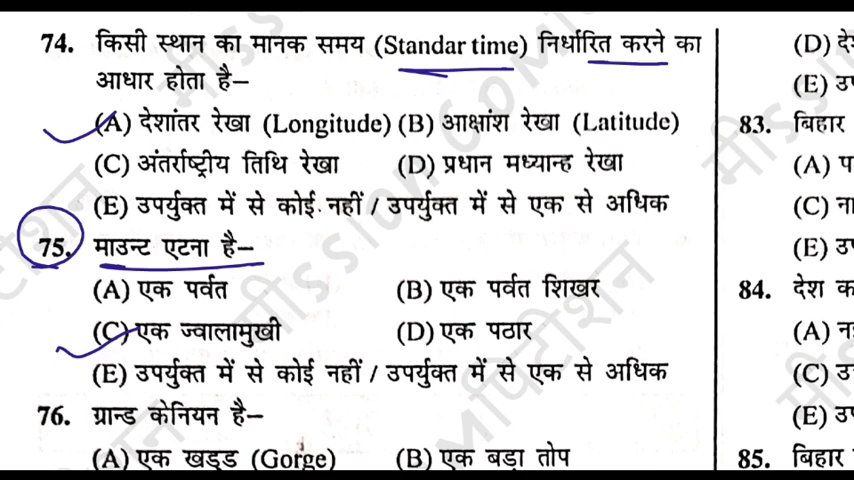 74. किसी स्थान का मानक समय (Standar time) निर्धारित करने का
आधार होता है–
(A) देशांतर रेखा (Longitude) (B) आक्षांश रेखा (Latitude)
(C) अंतर्राष्ट्रीय तिथि रेखा (D) प्रधान मध्यान्ह रेखा
(E) उपर्युक्त में से कोई नहीं / उपर्युक्त में से एक से अधिक
75. माउन्ट एटना है–
(A) एक पर्वत (B) एक पर्वत शिखर
(C) एक ज्वालामुखी (D) एक पठार
(E) उपर्युक्त में से कोई नहीं / उपर्युक्त में से एक से अधिक
76. ग्रान्ड केनियन है–
(A) एक खड्ड (Gorge) (B) एक बड़ा तोप
(D)
(E)
83. बिहार
(A)
(C)
(E)
84. देश
(A)
(C)
(E)
85. बिहार